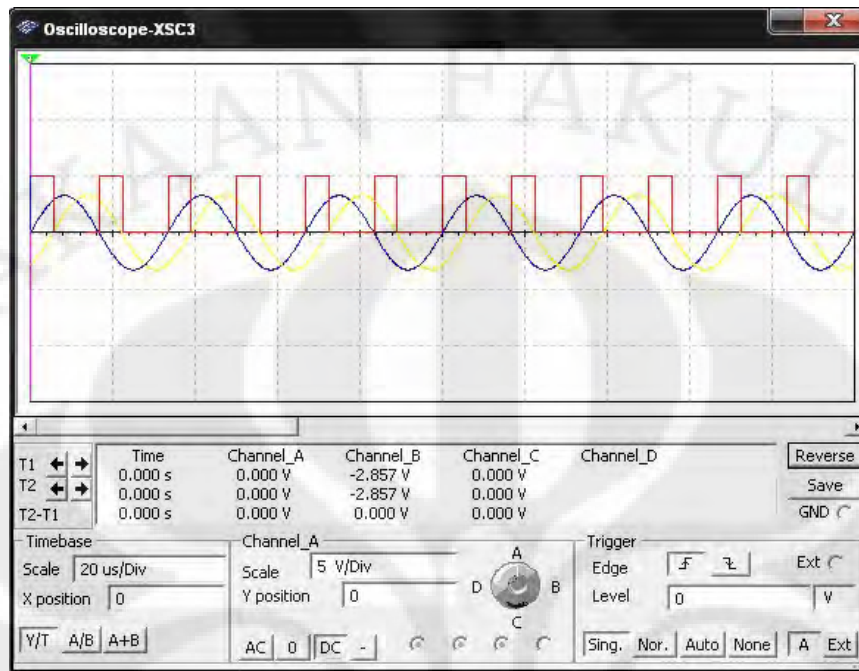 Oscilloscope-XSC3
Time Channel_A Channel_B Channel_C Channel_D
T1 0.000 s 0.000 V -2.857 V 0.000 V
T2 0.000 s 0.000 V -2.857 V 0.000 V
T2-T1 0.000 s 0.000 V 0.000 V 0.000 V
Reverse
Save
GND
Timebase
Scale 20 us/Div
X position 0
Y/T A/B A+B
Channel_A
Scale 5 V/Div
Y position 0
AC 0 DC -
A
D B
C
Trigger
Edge Ext
Level 0 V
Sing. Nor. Auto None A Ext
AAN FAKUL